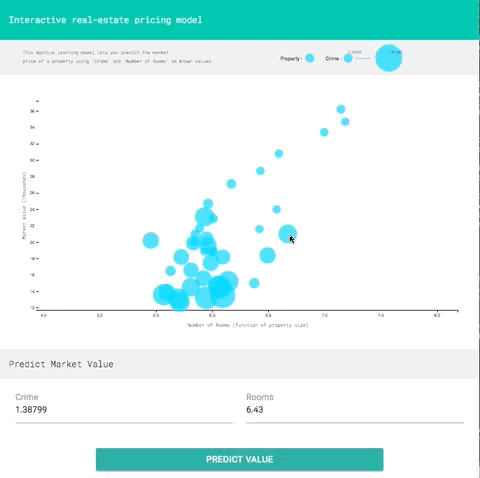 Interactive real-estate pricing model
This machine learning model lets you predict the market
price of a property using 'Crime' and 'Number of Rooms' as known values.
Property - Crime -
Market Value (Thousands)
36
34
32
30
28
26
24
22
20
18
16
14
12
4.5 5.0 5.5 6.0 6.5 7.0 7.5 8.0
Number of Rooms (function of property size)
Predict Market Value
Crime Rooms
1.38799 6.43
PREDICT VALUE